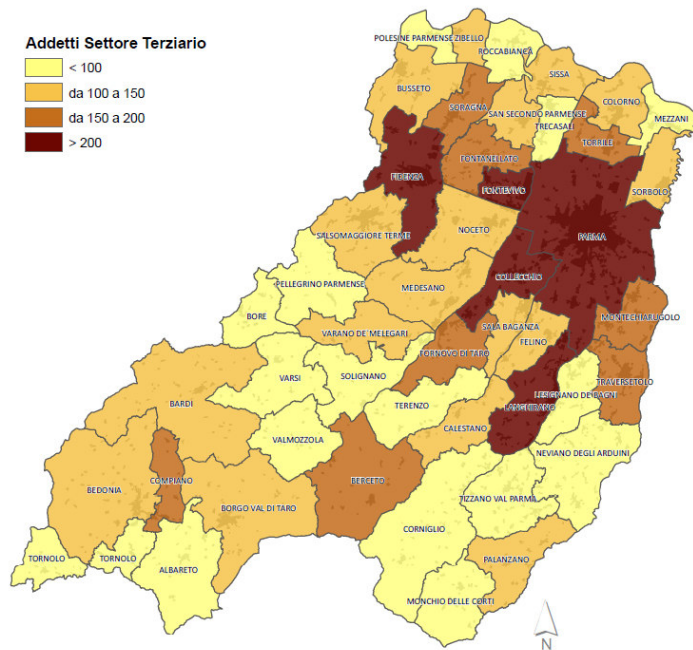 Addetti Settore Terziario
< 100
da 100 a 150
da 150 a 200
> 200
POLESINE PARMENSE
ZIBELLO
ROCCABIANCA
SISSA
BUSSETO
COLORNO
SORAGNA
SAN SECONDO PARMENSE
TRECASALI
MEZZANI
TORRILE
FONTANELLATO
FIDENZA
FONTEVIVO
SORBOLO
SALSOMAGGIORE TERME
NOCETO
PARMA
COLLECCHIO
PELLEGRINO PARMENSE
MEDESANO
BORE
MONTECHIARUGOLO
VARANO DE' MELEGARI
SALA BAGANZA
FELINO
FORNOVO DI TARO
VARSI
SOLIGNANO
TRAVERSETOLO
LESIGNANO DE'BAGNI
BARDI
TERENZO
LANGHIRANO
CALESTANO
VALMOZZOLA
NEVIANO DEGLI ARDUINI
COMPIANO
BERCETO
BEDONIA
TIZZANO VAL PARMA
BORGO VAL DI TARO
CORNIGLIO
TORNOLO
TORNOLO
PALANZANO
ALBARETO
MONCHIO DELLE CORTI
N